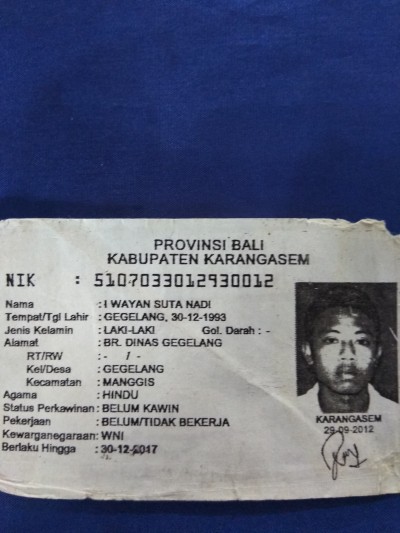 PROVINSI BALI
KABUPATEN KARANGASEM
NIK : 5107033012930012
Nama : I WAYAN SUTA NADI
Tempat/Tgl Lahir : GEGELANG, 30-12-1993
Jenis Kelamin : LAKI-LAKI Gol. Darah : -
Alamat : BR. DINAS GEGELANG
RT/RW : - / -
Kel/Desa : GEGELANG
Kecamatan : MANGGIS
Agama : HINDU
Status Perkawinan : BELUM KAWIN
Pekerjaan : BELUM/TIDAK BEKERJA
Kewarganegaraan : WNI
Berlaku Hingga : 30-12-2017
KARANGASEM
29-09-2012